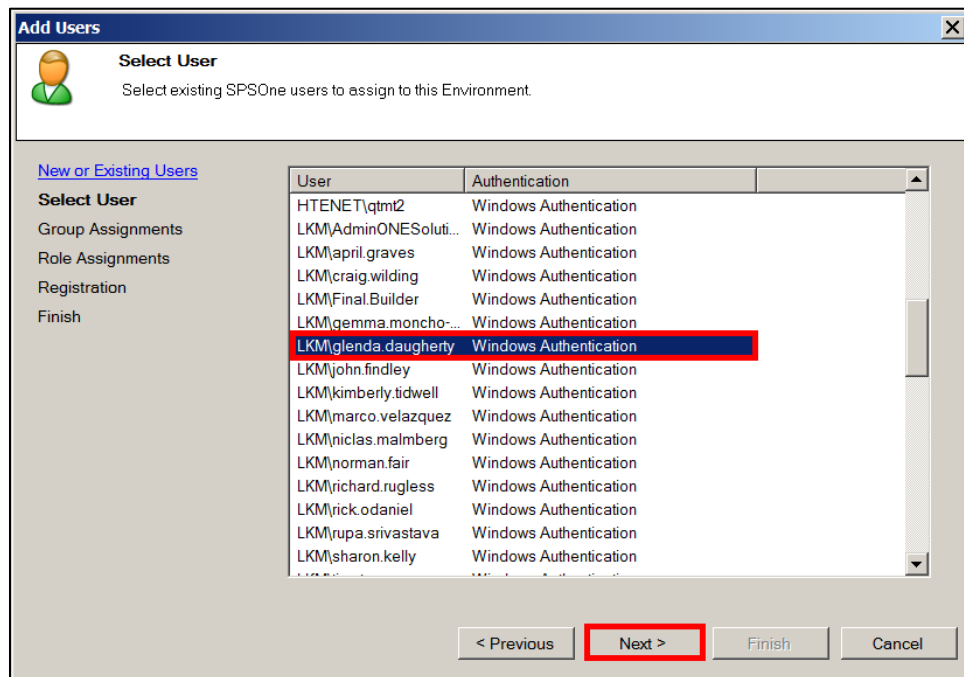 Add Users
Select User
Select existing SPSOne users to assign to this Environment.
New or Existing Users
Select User
Group Assignments
Role Assignments
Registration
Finish
User Authentication
HTENET\qtmt2 Windows Authentication
LKM\AdminONESoluti... Windows Authentication
LKM\april.graves Windows Authentication
LKM\craig.wilding Windows Authentication
LKM\Final.Builder Windows Authentication
LKM\gemma.moncho-... Windows Authentication
LKM\glenda.daugherty Windows Authentication
LKM\john.findley Windows Authentication
LKM\kimberly.tidwell Windows Authentication
LKM\marco.velazquez Windows Authentication
LKM\niclas.malmberg Windows Authentication
LKM\norman.fair Windows Authentication
LKM\richard.rugless Windows Authentication
LKM\rick.odaniel Windows Authentication
LKM\rupa.srivastava Windows Authentication
LKM\sharon.kelly Windows Authentication
< Previous Next > Finish Cancel